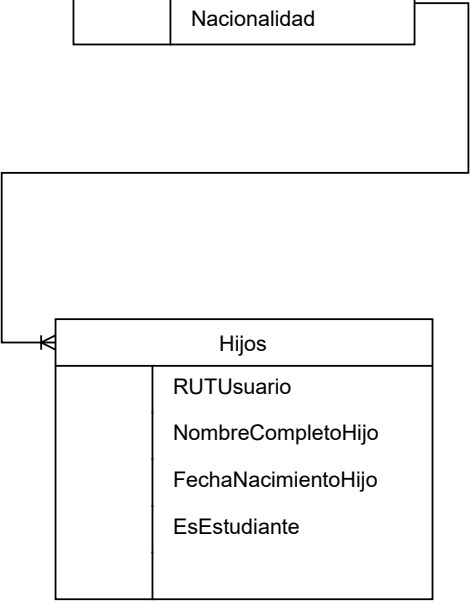 Nacionalidad
Hijos
RUTUsuario
NombreCompletoHijo
FechaNacimientoHijo
EsEstudiante